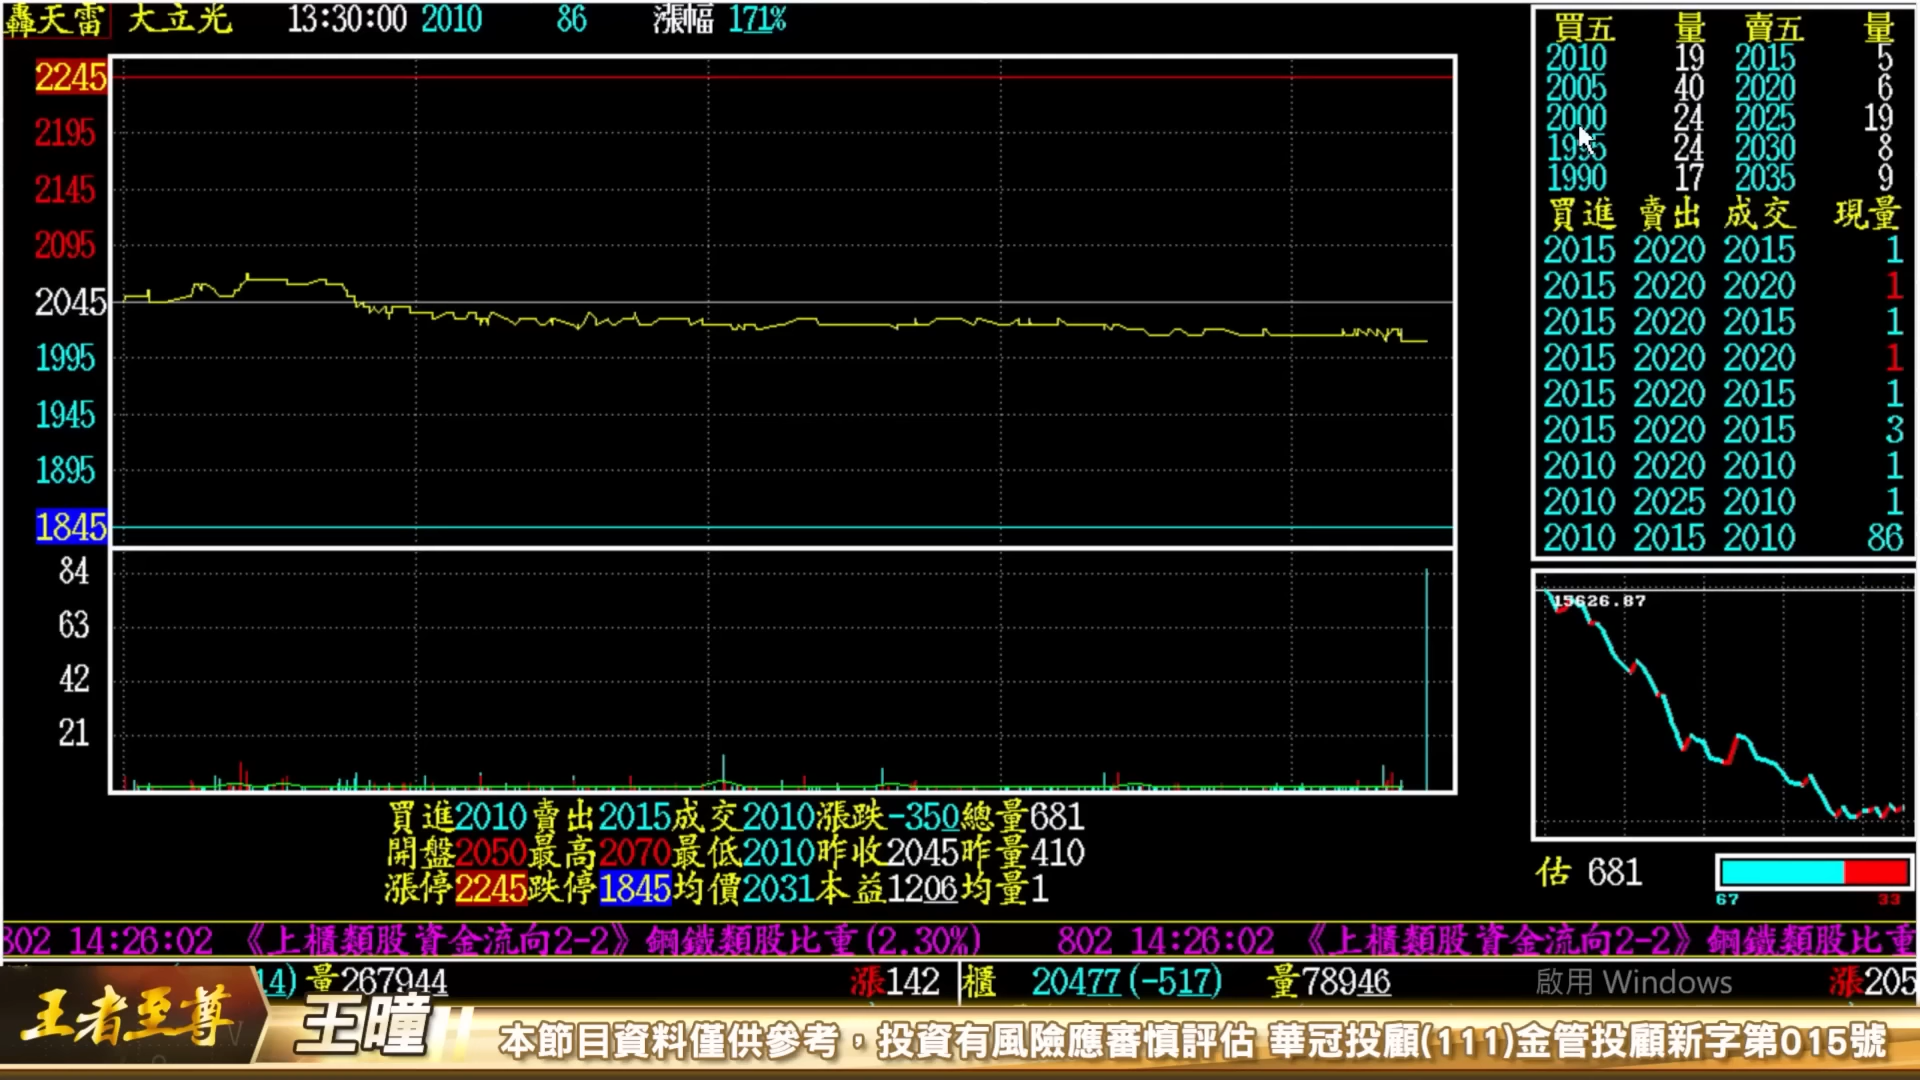 轟天雷 大立光 13:30:00 2010 86 漲幅 171%
2245
2195
2145
2095
2045
1995
1945
1895
1845
84
63
42
21
買五 量 賣五 量
2010 19 2015 5
2005 40 2020 6
2000 24 2025 19
1995 24 2030 8
1990 17 2035 9
買進 賣出 成交 現量
2015 2020 2015 1
2015 2020 2020 1
2015 2020 2015 1
2015 2020 2020 1
2015 2020 2015 1
2015 2020 2015 3
2010 2020 2010 1
2010 2025 2010 1
2010 2015 2010 86
15626.87
估 681
67 33
買進2010賣出2015成交2010漲跌-350總量681
開盤2050最高2070最低2010昨收2045昨量410
漲停2245跌停1845均價2031本益1206均量1
802 14:26:02 《上櫃類股資金流向2-2》鋼鐵類股比重(2.30%) 802 14:26:02 《上櫃類股資金流向2-2》鋼鐵類股比重
14) 量267944 漲142 櫃 20477(-517) 量78946 漲205
啟用 Windows
王者至尊 王曈
本節目資料僅供參考，投資有風險應審慎評估 華冠投顧(111)金管投顧新字第015號